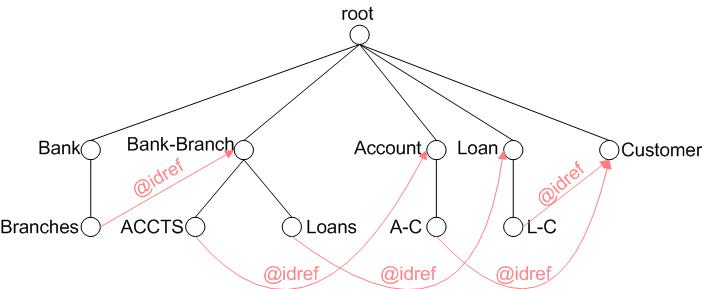 root
Bank
Bank-Branch
Account
Loan
Customer
@idref
@idref
Branches
ACCTS
Loans
A-C
L-C
@idref
@idref
@idref